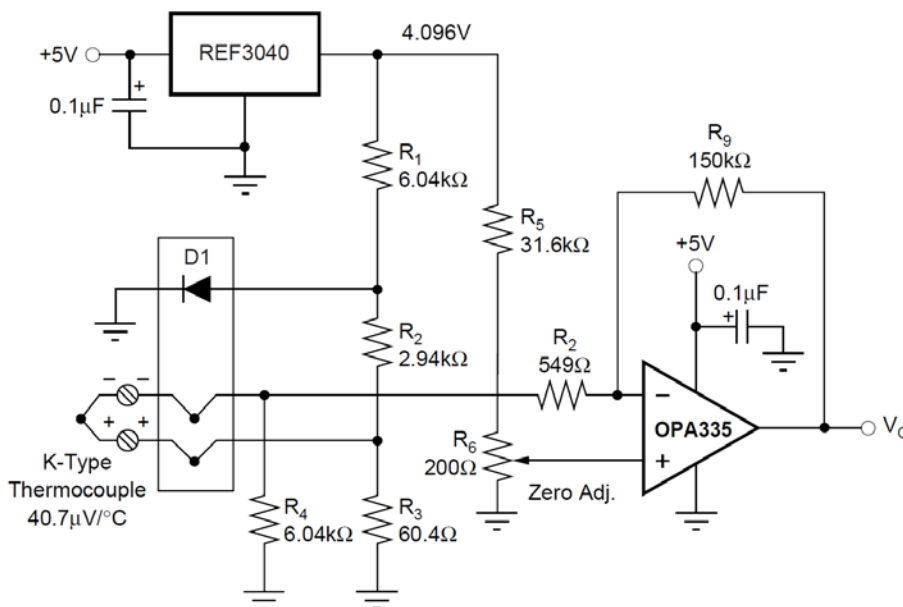 4.096V
+5V
REF3040
+
0.1µF
R1
6.04kΩ
R9
150kΩ
R5
31.6kΩ
+5V
D1
0.1µF
+
R2
2.94kΩ
R2
549Ω
− −
−
+ +
OPA335
+
VO
K-Type
Thermocouple
40.7µV/°C
R6
200Ω
Zero Adj.
R4
6.04kΩ
R3
60.4Ω